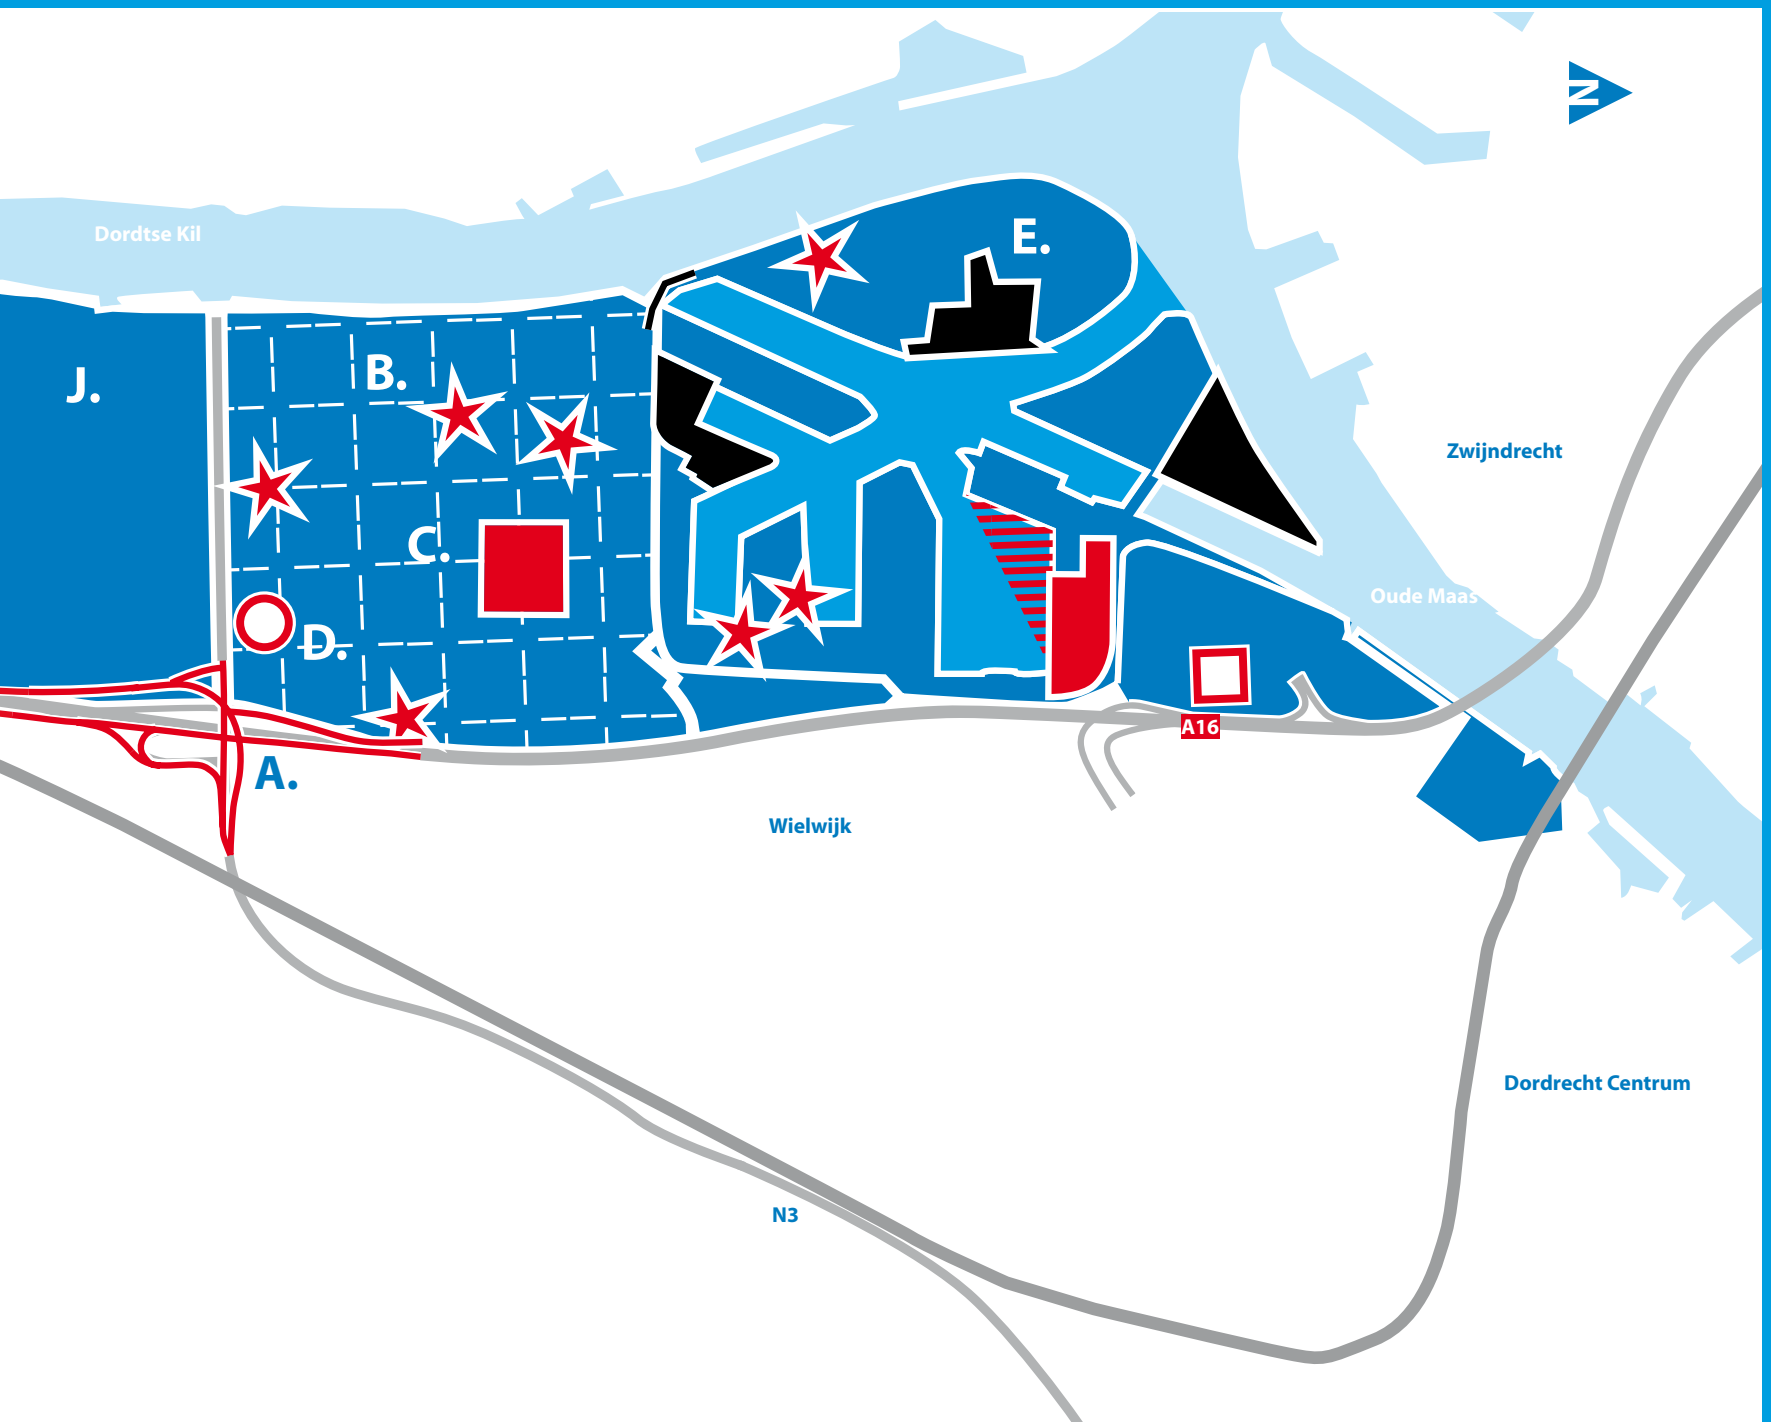 N
Dordtse Kil
E.
B.
J.
Zwijndrecht
C.
Oude Maas
D.
A16
A.
Wielwijk
Dordrecht Centrum
N3